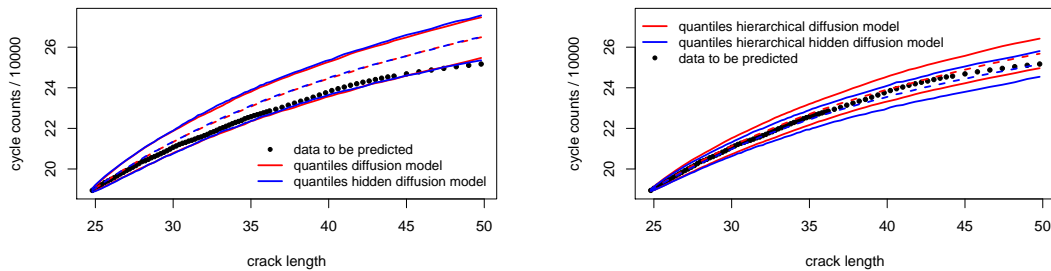 cycle counts / 10000
20 22 24 26
data to be predicted
quantiles diffusion model
quantiles hidden diffusion model
25 30 35 40 45 50
crack length
cycle counts / 10000
20 22 24 26
quantiles hierarchical diffusion model
quantiles hierarchical hidden diffusion model
data to be predicted
25 30 35 40 45 50
crack length